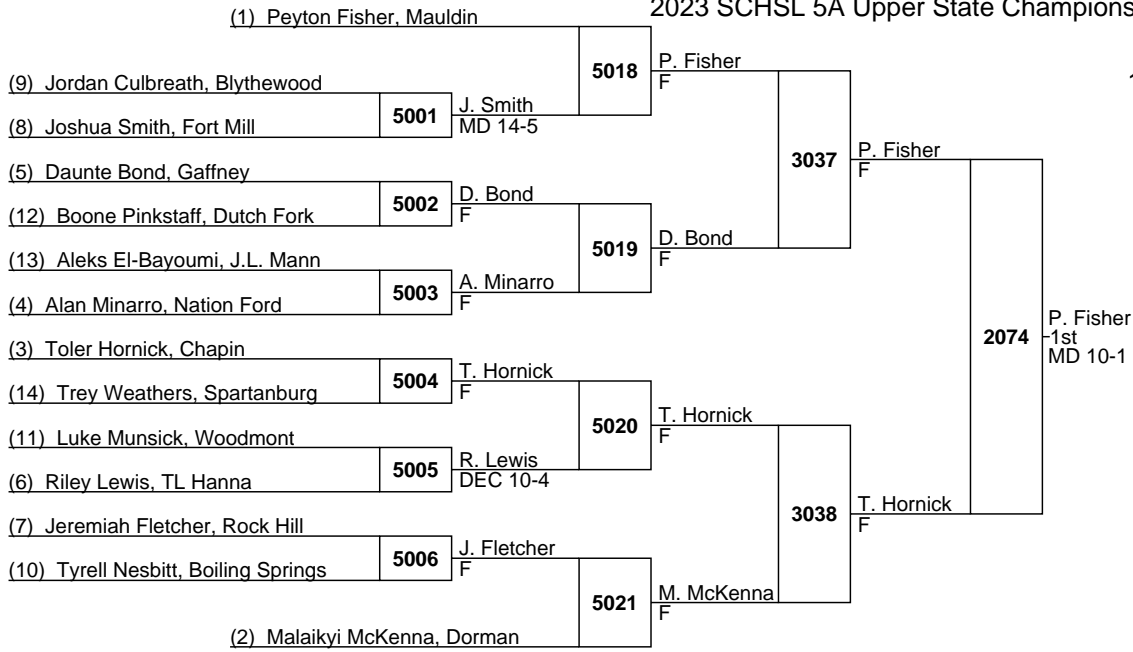 2023 SCHSL 5A Upper State Champions
(1) Peyton Fisher, Mauldin
5018
P. Fisher
F
(9) Jordan Culbreath, Blythewood
5001
J. Smith
MD 14-5
(8) Joshua Smith, Fort Mill
3037
P. Fisher
F
(5) Daunte Bond, Gaffney
5002
D. Bond
F
(12) Boone Pinkstaff, Dutch Fork
5019
D. Bond
F
(13) Aleks El-Bayoumi, J.L. Mann
5003
A. Minarro
F
(4) Alan Minarro, Nation Ford
2074
P. Fisher
1st
MD 10-1
(3) Toler Hornick, Chapin
5004
T. Hornick
F
(14) Trey Weathers, Spartanburg
5020
T. Hornick
F
(11) Luke Munsick, Woodmont
5005
R. Lewis
DEC 10-4
(6) Riley Lewis, TL Hanna
3038
T. Hornick
F
(7) Jeremiah Fletcher, Rock Hill
5006
J. Fletcher
F
(10) Tyrell Nesbitt, Boiling Springs
5021
M. McKenna
F
(2) Malaikyi McKenna, Dorman